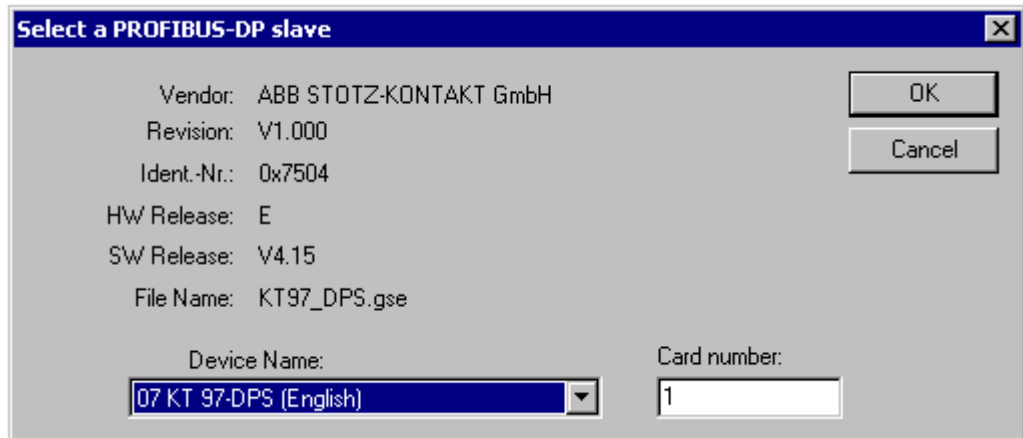 Select a PROFIBUS-DP slave
Vendor: ABB STOTZ-KONTAKT GmbH
OK
Revision: V1.000
Cancel
Ident.-Nr.: 0x7504
HW Release: E
SW Release: V4.15
File Name: KT97_DPS.gse
Device Name: Card number:
07 KT 97-DPS (English) 1